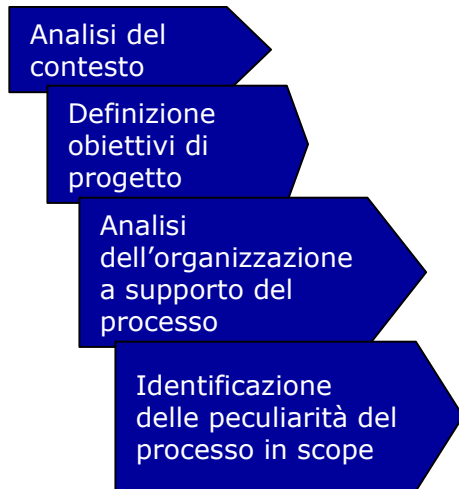 Analisi del
contesto
Definizione
obiettivi di
progetto
Analisi
dell’organizzazione
a supporto del
processo
Identificazione
delle peculiarità del
processo in scope